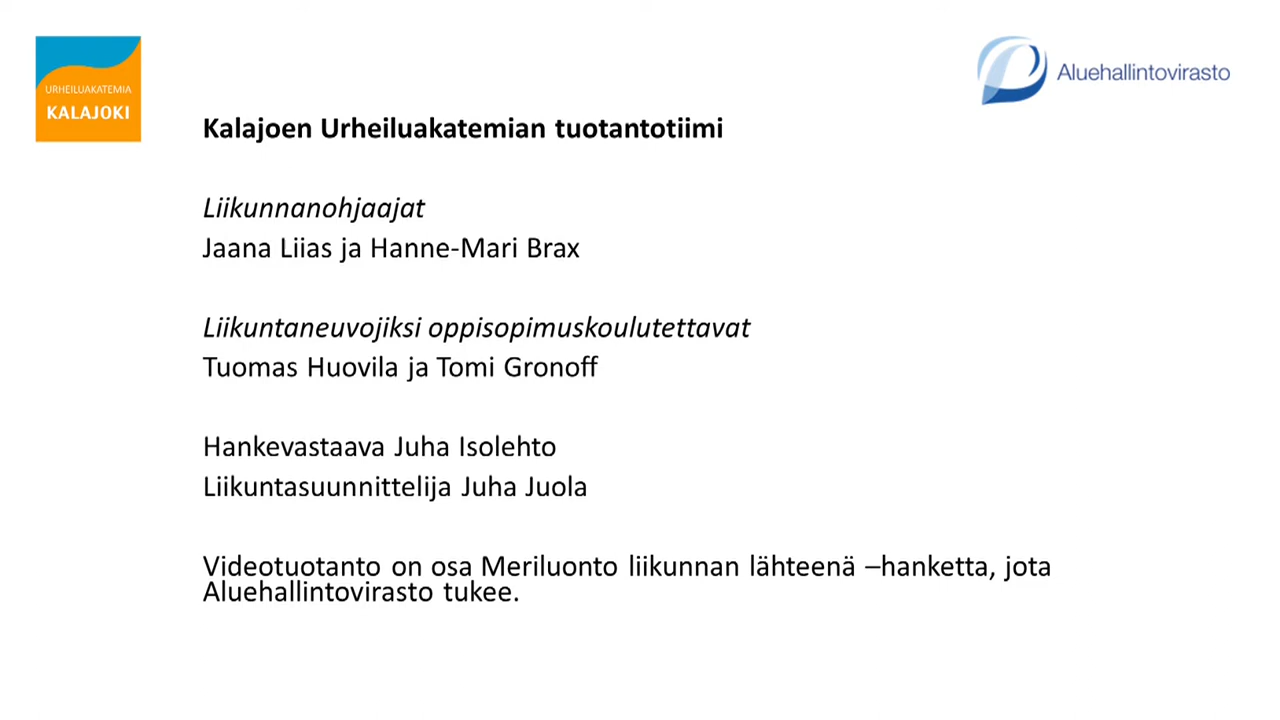 URHEILUAKATEMIA
KALAJOKI
Aluehallintovirasto
Kalajoen Urheiluakatemian tuotantotiimi
Liikunnanohjaajat
Jaana Liias ja Hanne-Mari Brax
Liikuntaneuvojiksi oppisopimuskoulutettavat
Tuomas Huovila ja Tomi Gronoff
Hankevastaava Juha Isolehto
Liikuntasuunnittelija Juha Juola
Videotuotanto on osa Meriluonto liikunnan lähteenä –hanketta, jota
Aluehallintovirasto tukee.